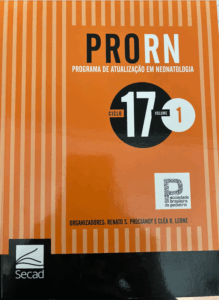 PRORN
PROGRAMA DE ATUALIZAÇÃO EM NEONATOLOGIA
CICLO 17 VOLUME 1
sociedade
brasileira
de pediatria
ORGANIZADORES: RENATO S. PROCIANOY E CLÉA R. LEONE
Secad